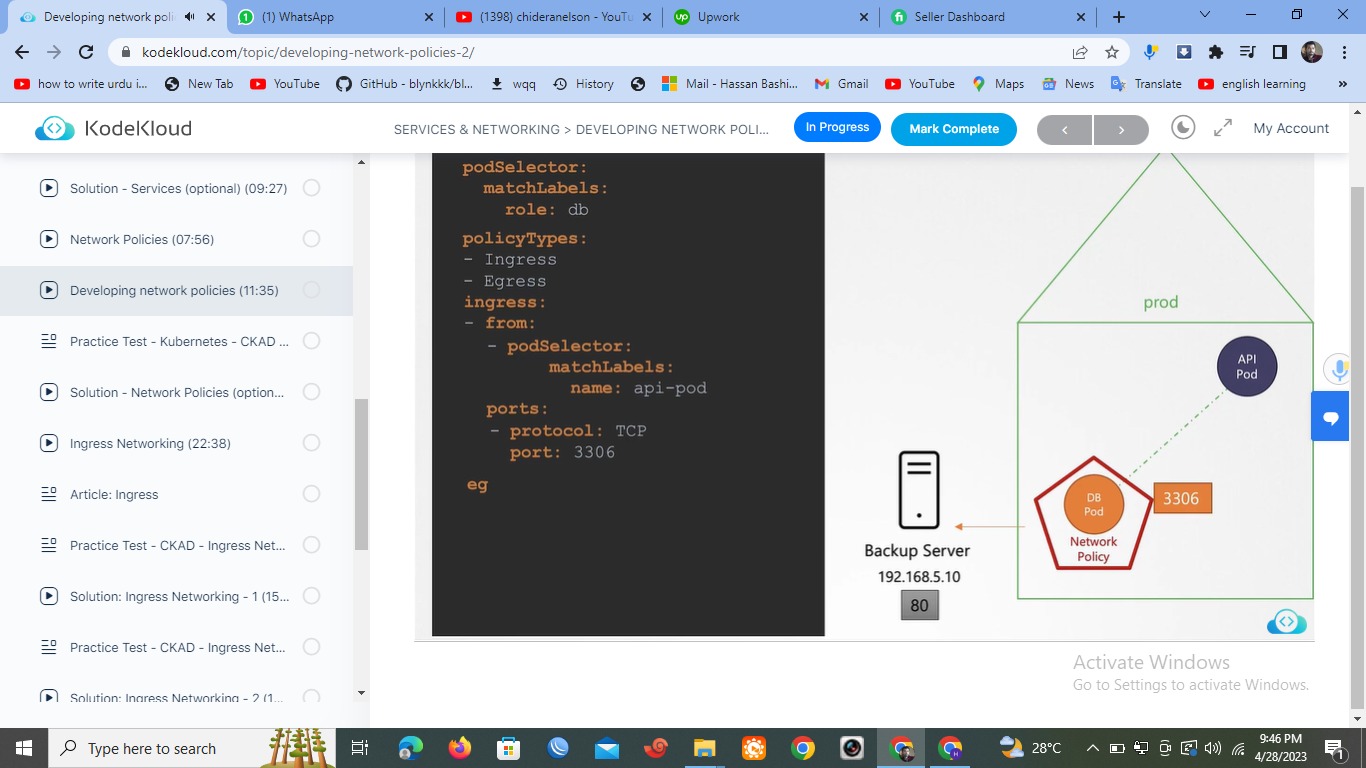 Developing network poli
(1) WhatsApp
(1398) chideranelson - YouTu
Upwork
Seller Dashboard
kodekloud.com/topic/developing-network-policies-2/
how to write urdu i...
New Tab
YouTube
GitHub - blynkkk/bl...
wqq
History
Mail - Hassan Bashi...
Gmail
YouTube
Maps
News
Translate
english learning
KodeKloud
SERVICES & NETWORKING > DEVELOPING NETWORK POLI...
In Progress
Mark Complete
My Account
Solution - Services (optional) (09:27)
Network Policies (07:56)
Developing network policies (11:35)
Practice Test - Kubernetes - CKAD ...
Solution - Network Policies (option...
Ingress Networking (22:38)
Article: Ingress
Practice Test - CKAD - Ingress Net...
Solution: Ingress Networking - 1 (15...
Practice Test - CKAD - Ingress Net...
Solution: Ingress Networking - 2 (1...
podSelector:
matchLabels:
role: db
policyTypes:
- Ingress
- Egress
ingress:
- from:
- podSelector:
matchLabels:
name: api-pod
ports:
- protocol: TCP
port: 3306
eg
prod
API
Pod
DB
Pod
Network
Policy
3306
Backup Server
192.168.5.10
80
Activate Windows
Go to Settings to activate Windows.
Type here to search
28°C
9:46 PM
4/28/2023
1